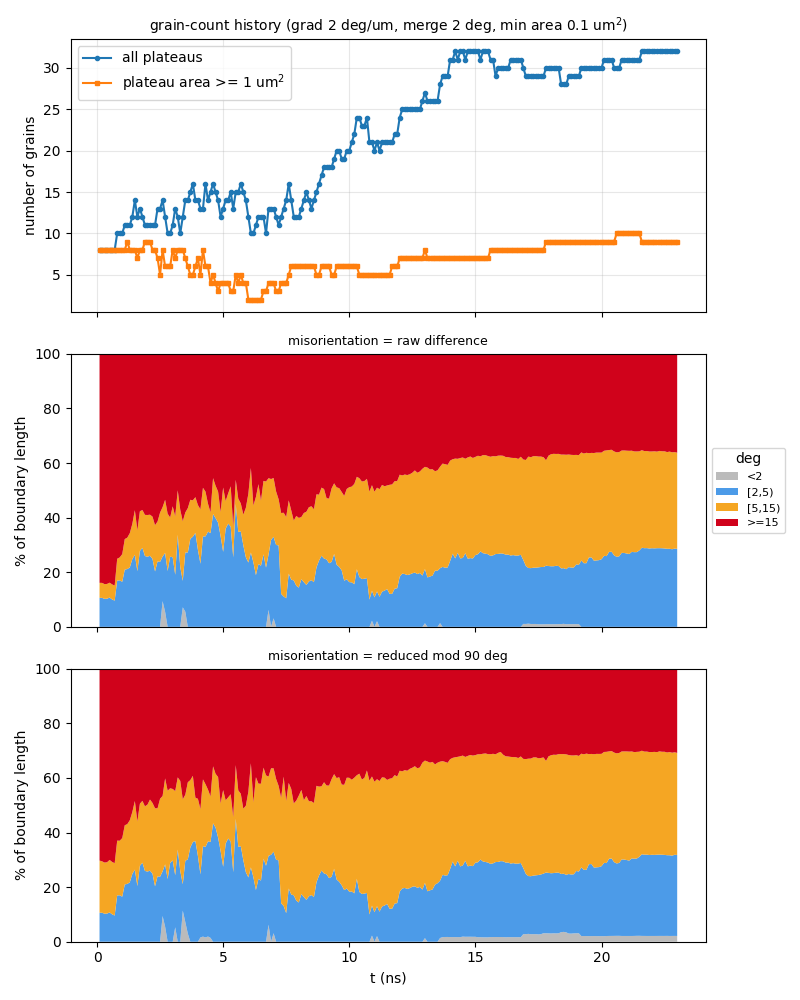 grain-count history (grad 2 deg/um, merge 2 deg, min area 0.1 um²)
all plateaus
plateau area >= 1 um²
number of grains
30
25
20
15
10
5
misorientation = raw difference
% of boundary length
100
80
60
40
20
0
deg
<2
[2,5)
[5,15)
>=15
misorientation = reduced mod 90 deg
% of boundary length
100
80
60
40
20
0
0 5 10 15 20
t (ns)